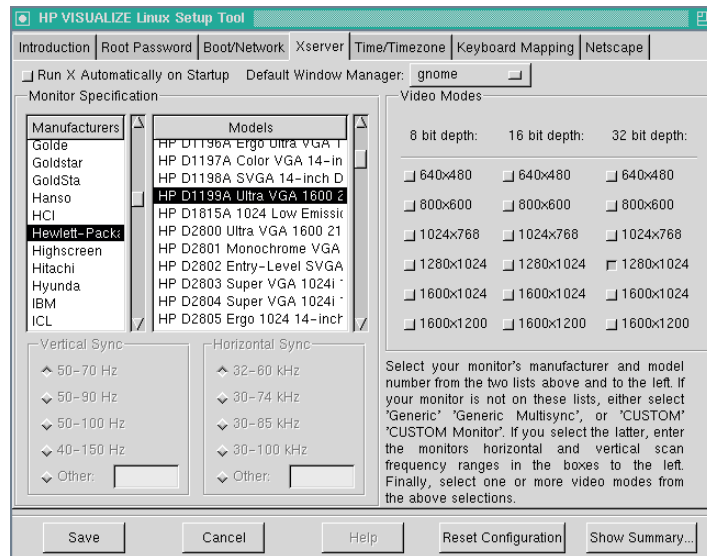 HP VISUALIZE Linux Setup Tool
Introduction Root Password Boot/Network Xserver Time/Timezone Keyboard Mapping Netscape
Run X Automatically on Startup Default Window Manager: gnome
Monitor Specification
Manufacturers
Golde
Goldstar
GoldSta
Hanso
HCI
Hewlett-Packa
Highscreen
Hitachi
Hyunda
IBM
ICL
Models
HP D1196A Ergo Ultra VGA 1
HP D1197A Color VGA 14-in
HP D1198A SVGA 14-inch D
HP D1199A Ultra VGA 1600 2
HP D1815A 1024 Low Emissic
HP D2800 Ultra VGA 1600 21
HP D2801 Monochrome VGA
HP D2802 Entry-Level SVGA
HP D2803 Super VGA 1024i
HP D2804 Super VGA 1024i
HP D2805 Ergo 1024 14-inch
Vertical Sync
50-70 Hz
50-90 Hz
50-100 Hz
40-150 Hz
Other:
Horizontal Sync
32-60 kHz
30-74 kHz
30-85 kHz
30-100 kHz
Other:
Video Modes
8 bit depth: 16 bit depth: 32 bit depth:
640x480 640x480 640x480
800x600 800x600 800x600
1024x768 1024x768 1024x768
1280x1024 1280x1024 1280x1024
1600x1024 1600x1024 1600x1024
1600x1200 1600x1200 1600x1200
Select your monitor's manufacturer and model
number from the two lists above and to the left. If
your monitor is not on these lists, either select
'Generic' 'Generic Multisync', or 'CUSTOM'
'CUSTOM Monitor'. If you select the latter, enter
the monitors horizontal and vertical scan
frequency ranges in the boxes to the left.
Finally, select one or more video modes from
the above selections.
Save Cancel Help Reset Configuration Show Summary...